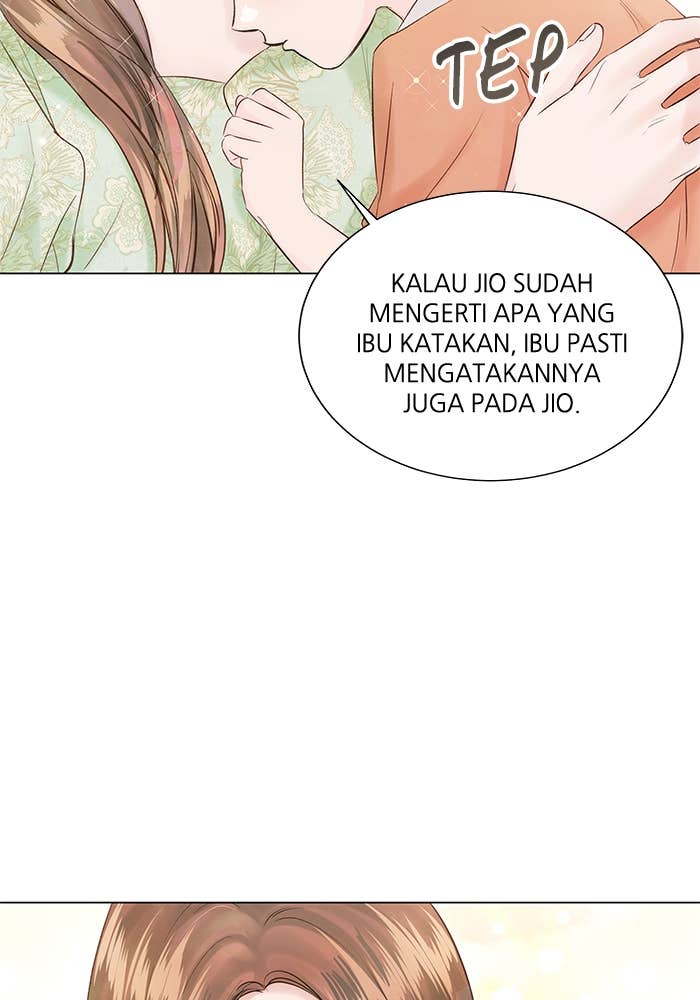 TEP
KALAU JIO SUDAH
MENGERTI APA YANG
IBU KATAKAN, IBU PASTI
MENGATAKANNYA
JUGA PADA JIO.